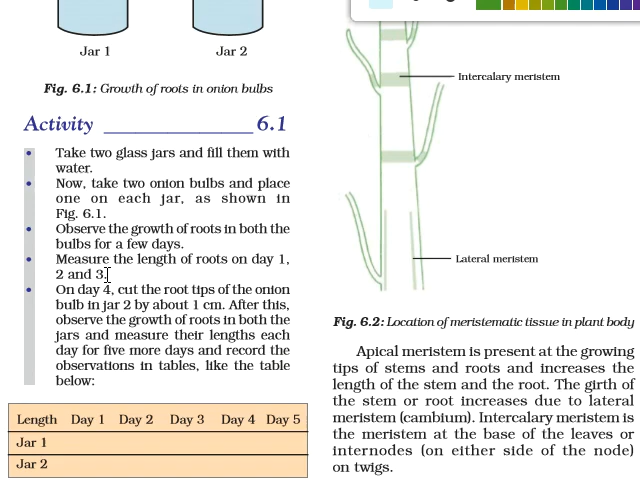 Jar 1
Jar 2
Fig. 6.1: Growth of roots in onion bulbs
Activity ______________ 6.1
• Take two glass jars and fill them with
water.
• Now, take two onion bulbs and place
one on each jar, as shown in
Fig. 6.1.
• Observe the growth of roots in both the
bulbs for a few days.
• Measure the length of roots on day 1,
2 and 3.
• On day 4, cut the root tips of the onion
bulb in jar 2 by about 1 cm. After this,
observe the growth of roots in both the
jars and measure their lengths each
day for five more days and record the
observations in tables, like the table
below:
Length Day 1 Day 2 Day 3 Day 4 Day 5
Jar 1
Jar 2
Intercalary meristem
Lateral meristem
Fig. 6.2: Location of meristematic tissue in plant body
Apical meristem is present at the growing
tips of stems and roots and increases the
length of the stem and the root. The girth of
the stem or root increases due to lateral
meristem (cambium). Intercalary meristem is
the meristem at the base of the leaves or
internodes (on either side of the node)
on twigs.